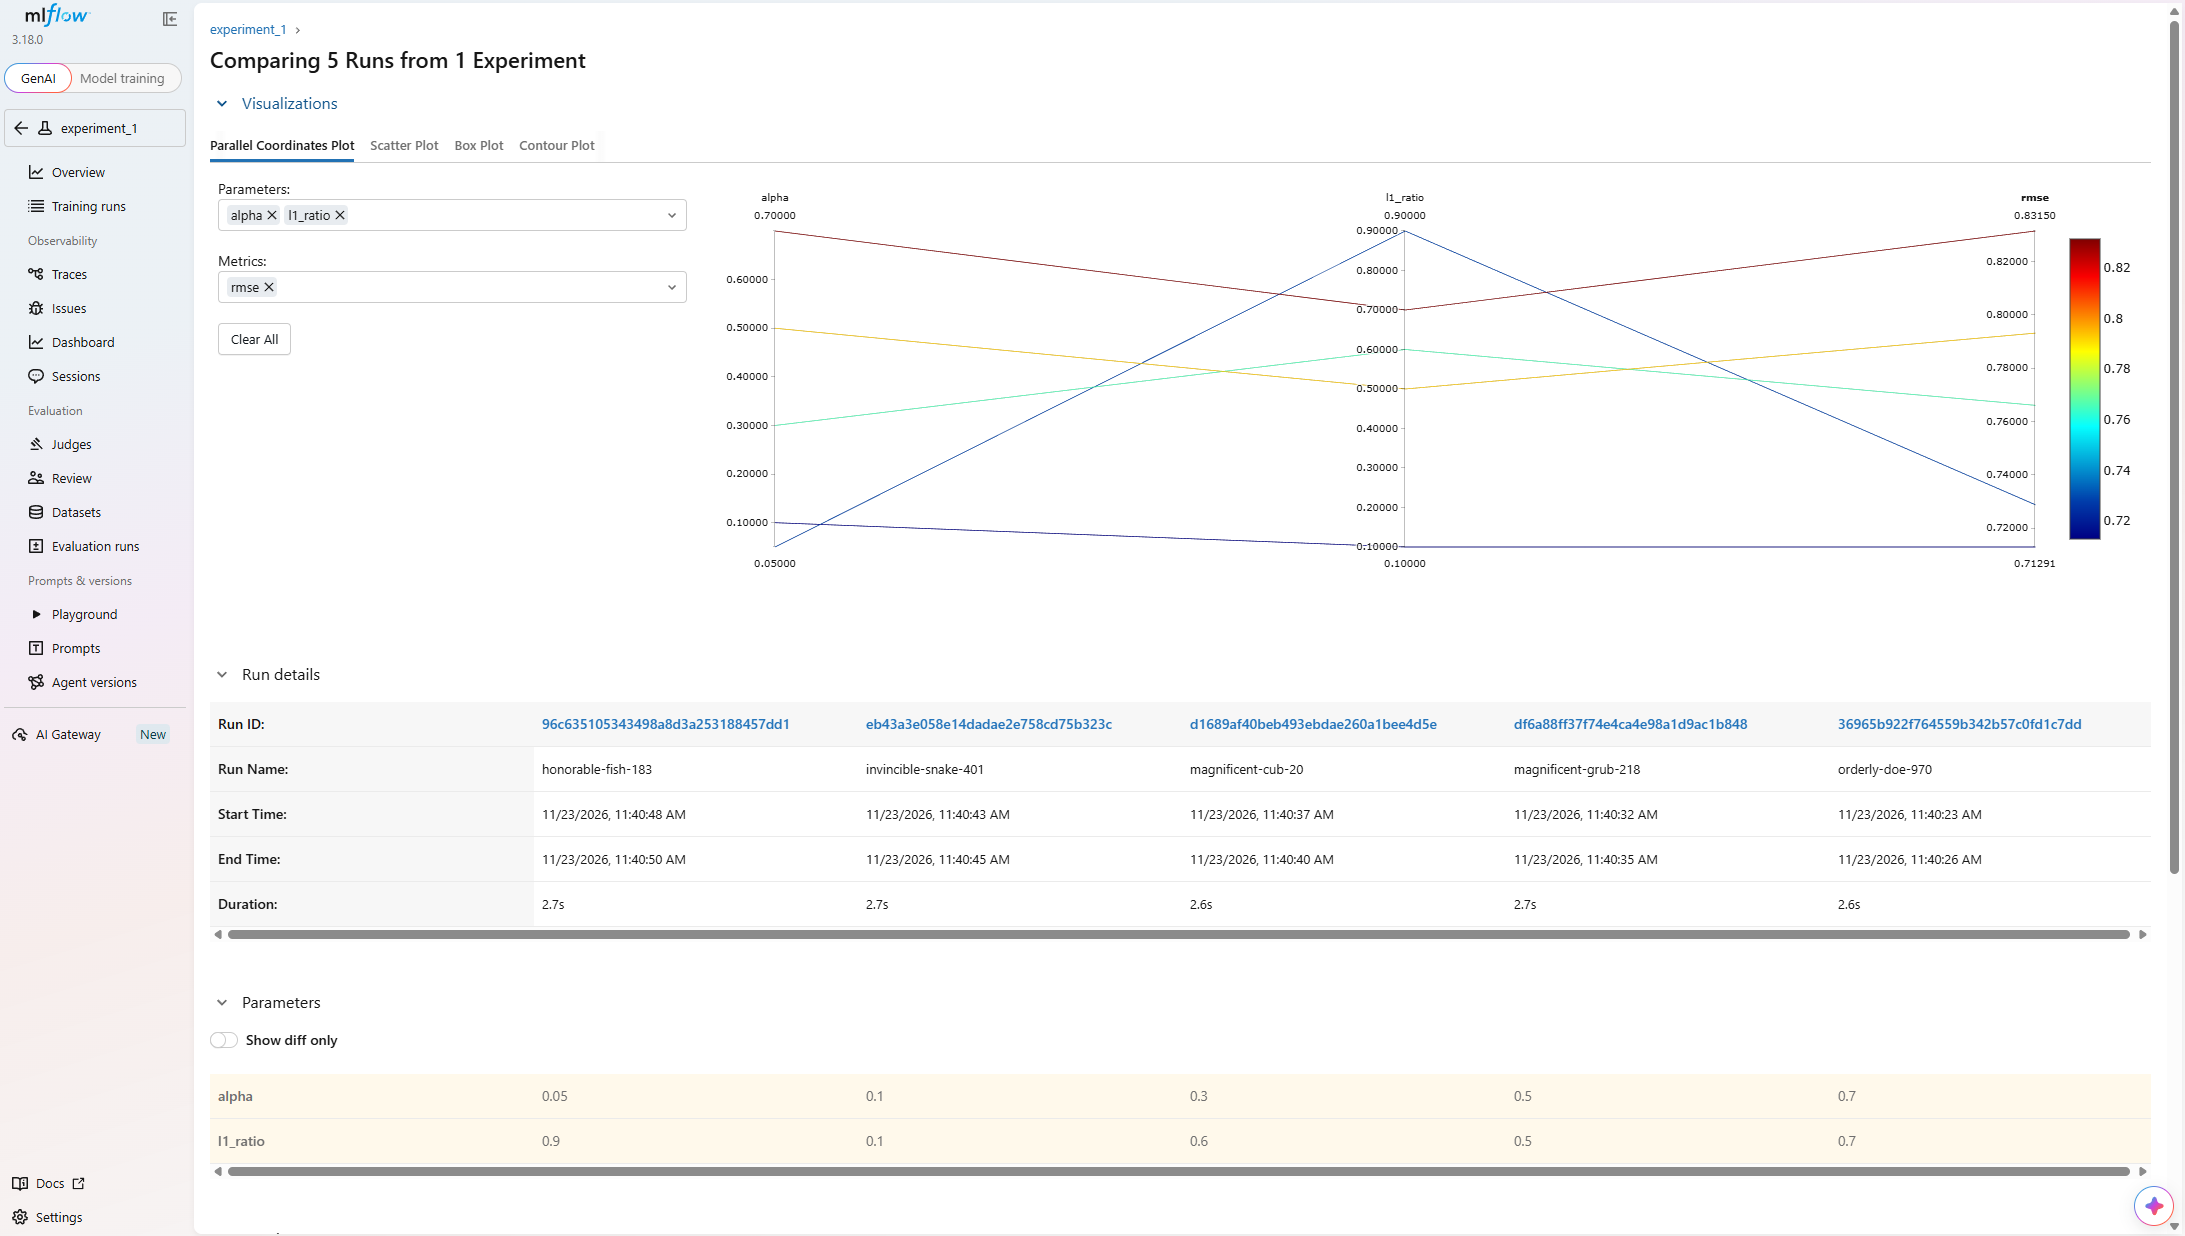 mlflow
3.18.0
GenAI Model training
experiment_1
Overview
Training runs
Observability
Traces
Issues
Dashboard
Sessions
Evaluation
Judges
Review
Datasets
Evaluation runs
Prompts & versions
Playground
Prompts
Agent versions
AI Gateway New
Docs
Settings
experiment_1
Comparing 5 Runs from 1 Experiment
Visualizations
Parallel Coordinates Plot Scatter Plot Box Plot Contour Plot
Parameters:
alpha l1_ratio
Metrics:
rmse
Clear All
alpha
0.70000
0.60000
0.50000
0.40000
0.30000
0.20000
0.10000
0.05000
l1_ratio
0.90000
0.90000
0.80000
0.70000
0.60000
0.50000
0.40000
0.30000
0.20000
0.10000
0.10000
rmse
0.83150
0.82000
0.80000
0.78000
0.76000
0.74000
0.72000
0.71291
0.82
0.8
0.78
0.76
0.74
0.72
Run details
Run ID: 96c635105343498a8d3a253188457dd1 eb43a3e058e14dadae2e758cd75b323c d1689af40beb493ebdae260a1bee4d5e df6a88ff37f74e4ca4e98a1d9ac1b848 36965b922f764559b342b57c0fd1c7dd
Run Name: honorable-fish-183 invincible-snake-401 magnificent-cub-20 magnificent-grub-218 orderly-doe-970
Start Time: 11/23/2026, 11:40:48 AM 11/23/2026, 11:40:43 AM 11/23/2026, 11:40:37 AM 11/23/2026, 11:40:32 AM 11/23/2026, 11:40:23 AM
End Time: 11/23/2026, 11:40:50 AM 11/23/2026, 11:40:45 AM 11/23/2026, 11:40:40 AM 11/23/2026, 11:40:35 AM 11/23/2026, 11:40:26 AM
Duration: 2.7s 2.7s 2.6s 2.7s 2.6s
Parameters
Show diff only
alpha 0.05 0.1 0.3 0.5 0.7
l1_ratio 0.9 0.1 0.6 0.5 0.7